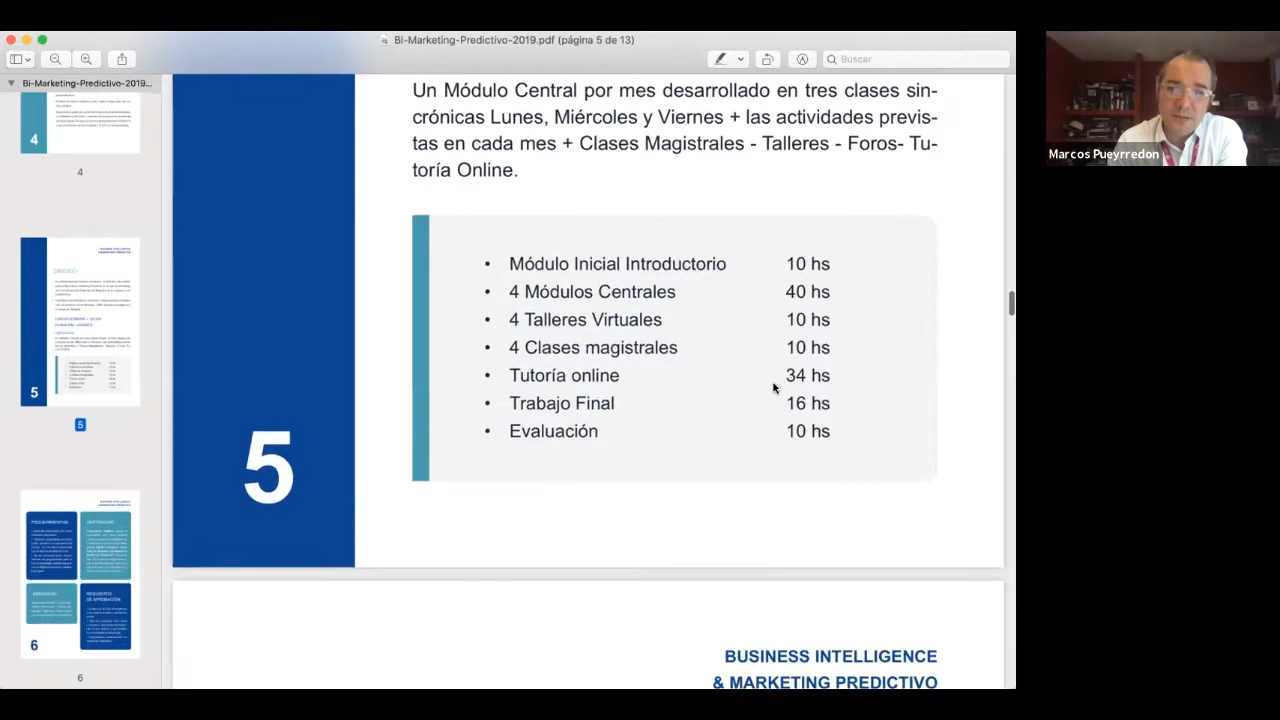 Bi-Marketing-Predictivo-2019.pdf (página 5 de 13)
Buscar
Bi-Marketing-Predictivo-2019...
4
4
5
5
6
6
Un Módulo Central por mes desarrollado en tres clases sin-
crónicas Lunes, Miércoles y Viernes + las actividades previs-
tas en cada mes + Clases Magistrales - Talleres - Foros- Tu-
toría Online.
• Módulo Inicial Introductorio 10 hs
• 4 Módulos Centrales 40 hs
• 4 Talleres Virtuales 10 hs
• 4 Clases magistrales 10 hs
• Tutoría online 34 hs
• Trabajo Final 16 hs
• Evaluación 10 hs
5
BUSINESS INTELLIGENCE
& MARKETING PREDICTIVO
Marcos Pueyrredon